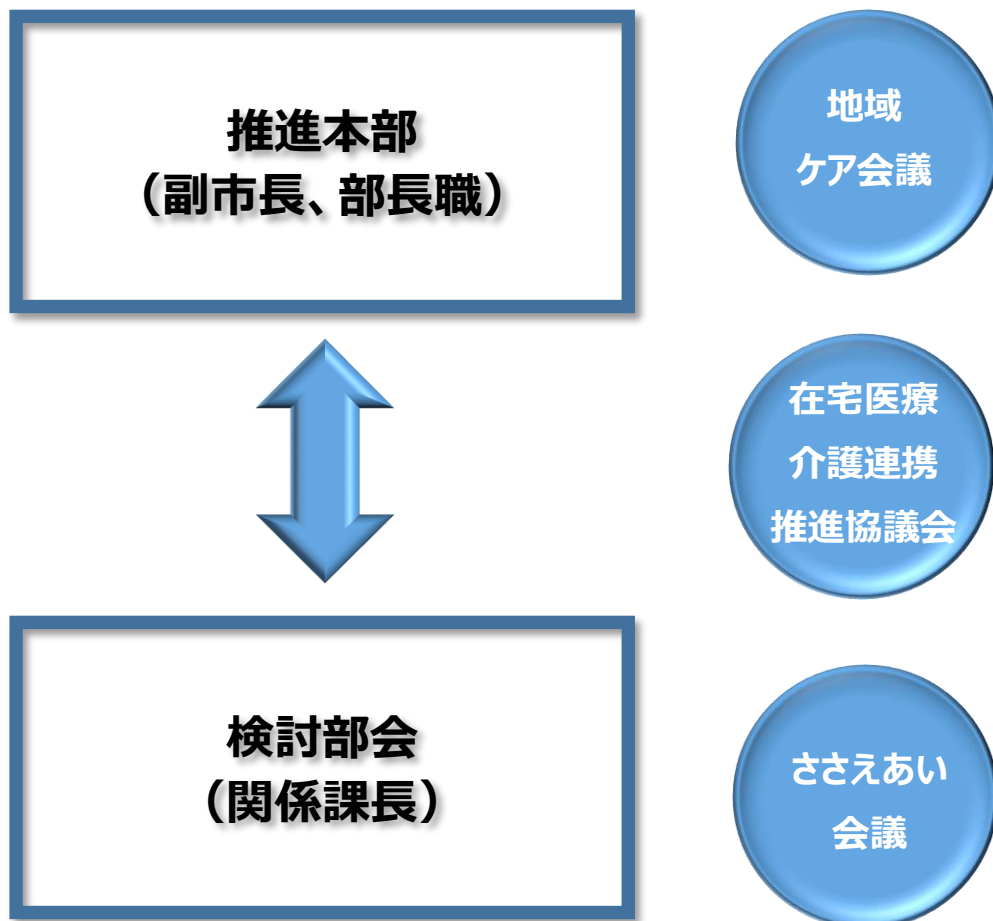 推進本部
（副市長、部長職）
地域
ケア会議
在宅医療
介護連携
推進協議会
検討部会
（関係課長）
ささえあい
会議